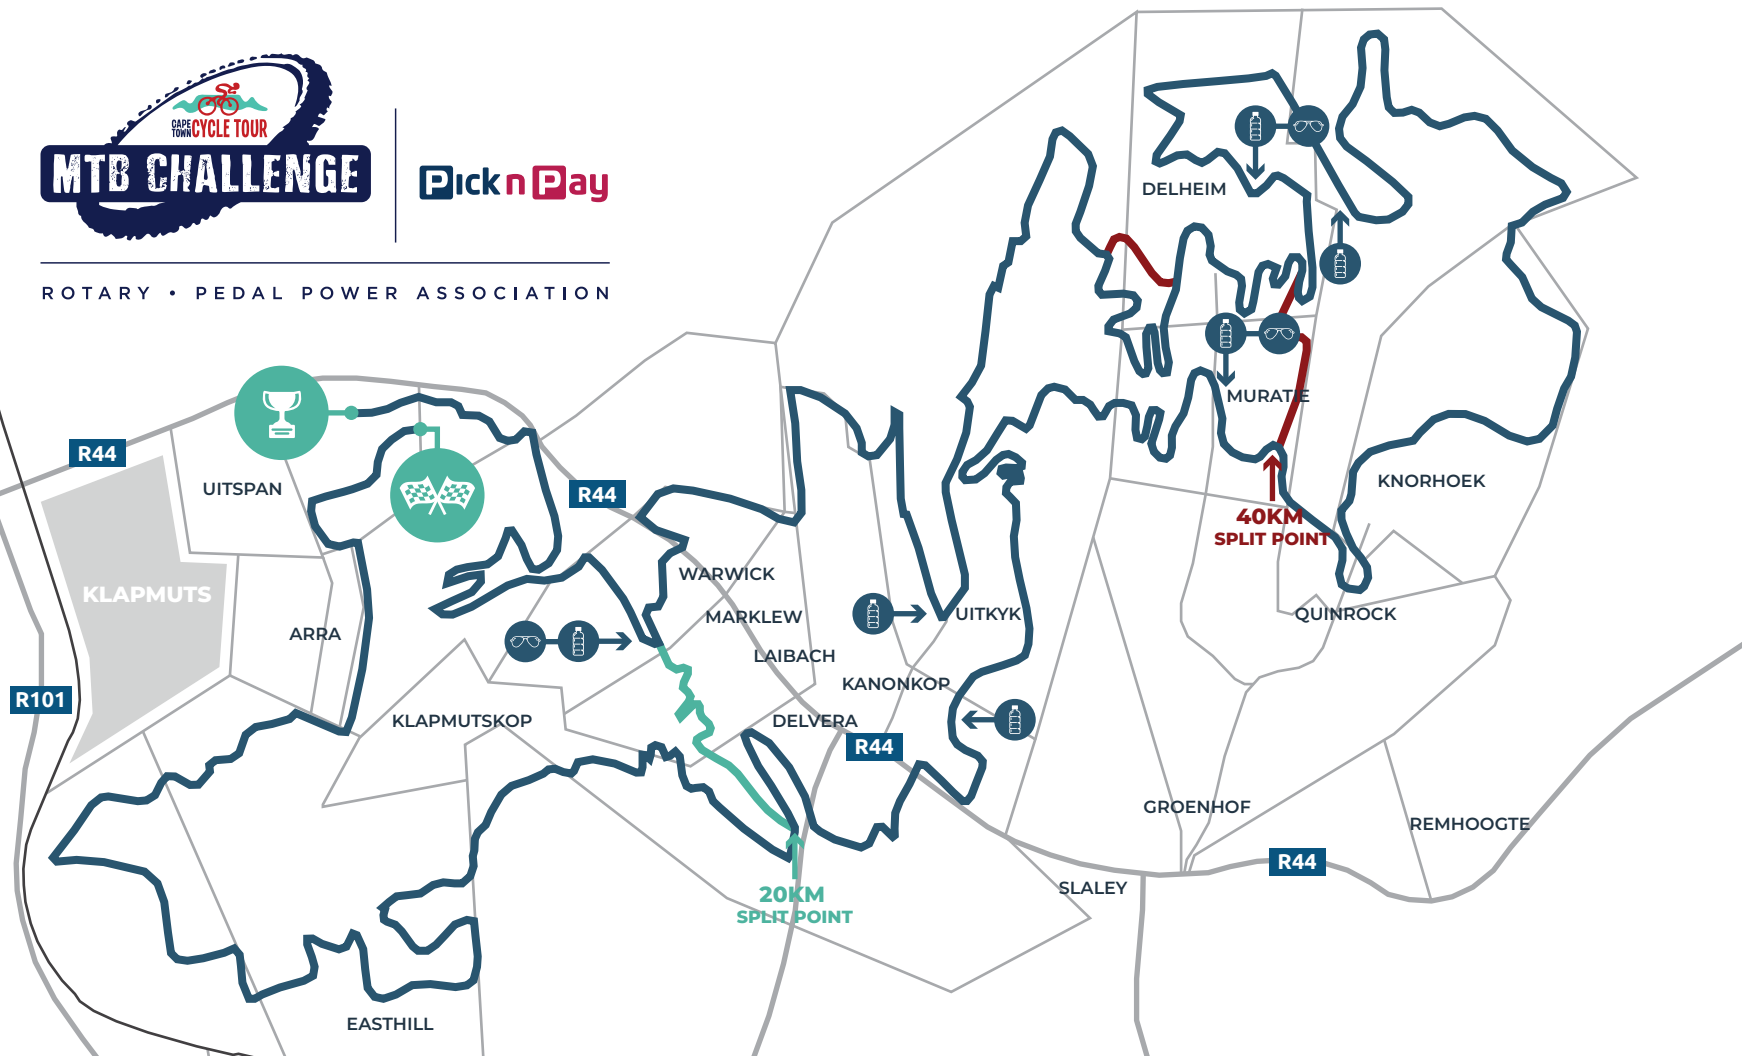 CAPE
TOWN
CYCLE TOUR
MTB CHALLENGE
Pick n Pay
ROTARY • PEDAL POWER ASSOCIATION
DELHEIM
MURATIE
R44
UITSPAN
R44
KNORHOEK
40KM
SPLIT POINT
KLAPMUTS
WARWICK
MARKLEW
UITKYK
QUINROCK
ARRA
LAIBACH
KANONKOP
R101
KLAPMUTSKOP
DELVERA
R44
GROENHOF
REMHOOGTE
R44
20KM
SPLIT POINT
SLALEY
EASTHILL